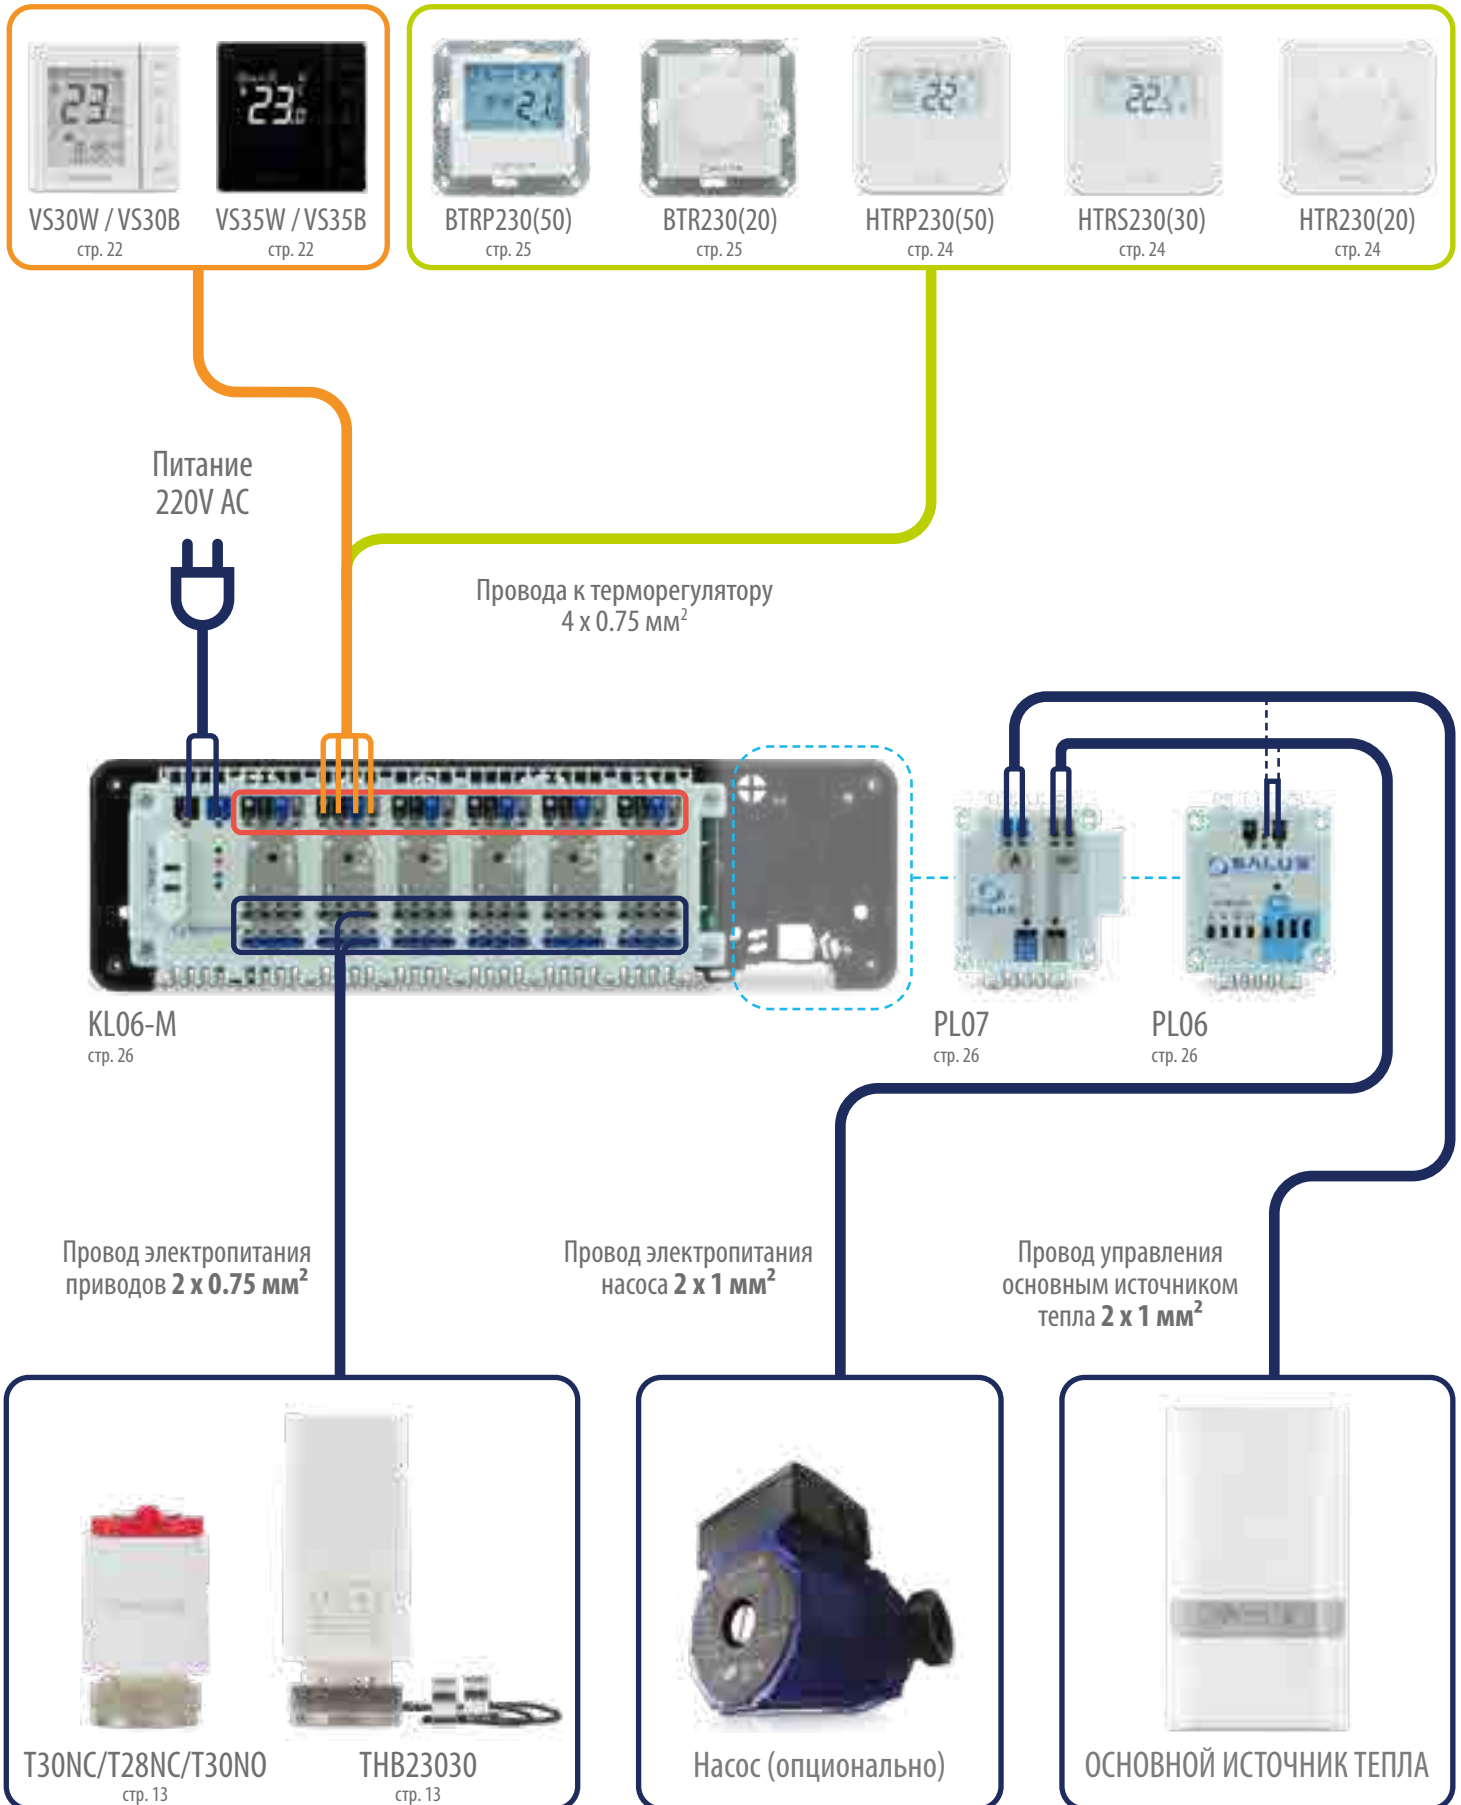 VS30W / VS30B
стр. 22
VS35W / VS35B
стр. 22
BTRP230(50)
стр. 25
BTR230(20)
стр. 25
HTRP230(50)
стр. 24
HTRS230(30)
стр. 24
HTR230(20)
стр. 24
Питание
220V AC
Провода к терморегулятору
4 x 0.75 мм²
SALUS
KL06-M
стр. 26
PL07
стр. 26
PL06
стр. 26
Провод электропитания
приводов 2 x 0.75 мм²
Провод электропитания
насоса 2 x 1 мм²
Провод управления
основным источником
тепла 2 x 1 мм²
T30NC/T28NC/T30NO
стр. 13
THB23030
стр. 13
Насос (опционально)
ОСНОВНОЙ ИСТОЧНИК ТЕПЛА